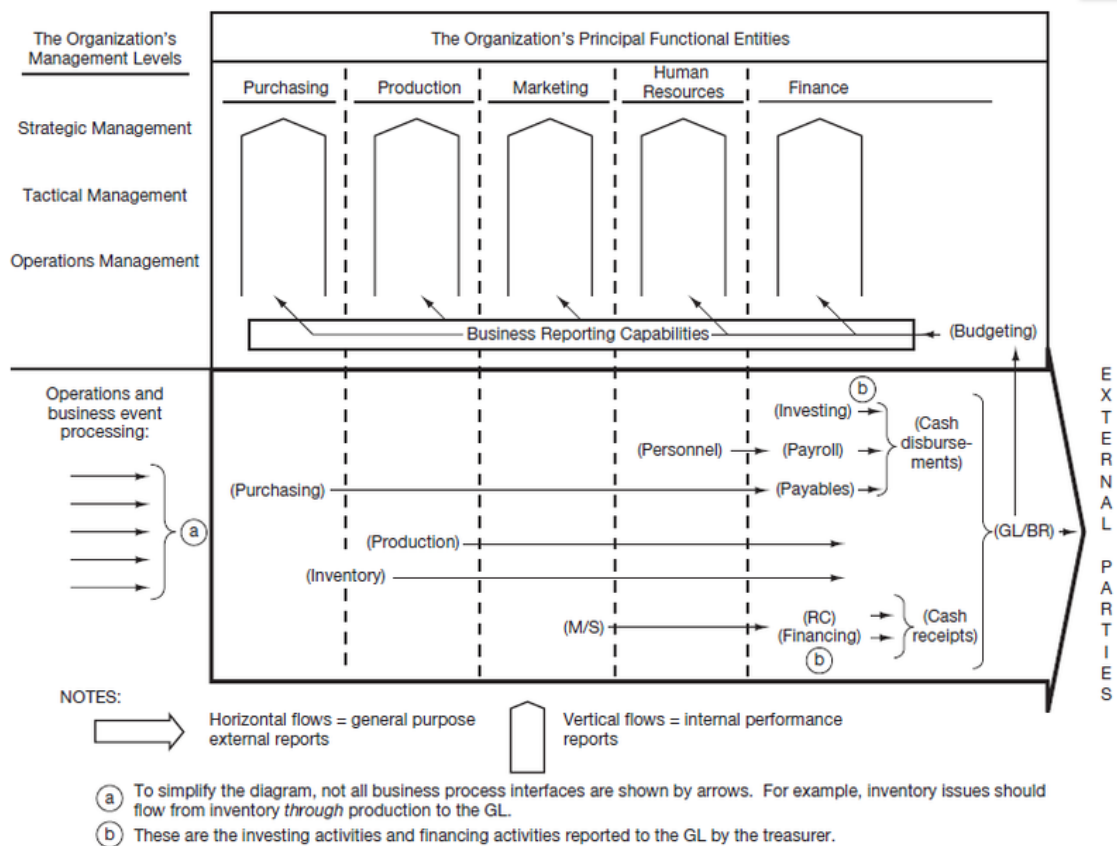 The Organization's
Management Levels
The Organization's Principal Functional Entities
Purchasing
Production
Marketing
Human
Resources
Finance
Strategic Management
Tactical Management
Operations Management
Business Reporting Capabilities
(Budgeting)
Operations and
business event
processing:
a
b
(Investing)
(Personnel)
(Payroll)
(Cash
disburse-
ments)
(Purchasing)
(Payables)
(Production)
(GL/BR)
(Inventory)
(M/S)
(RC)
(Financing)
b
(Cash
receipts)
EXTERNAL PARTIES
NOTES:
Horizontal flows = general purpose
external reports
Vertical flows = internal performance
reports
a To simplify the diagram, not all business process interfaces are shown by arrows. For example, inventory issues should
flow from inventory through production to the GL.
b These are the investing activities and financing activities reported to the GL by the treasurer.